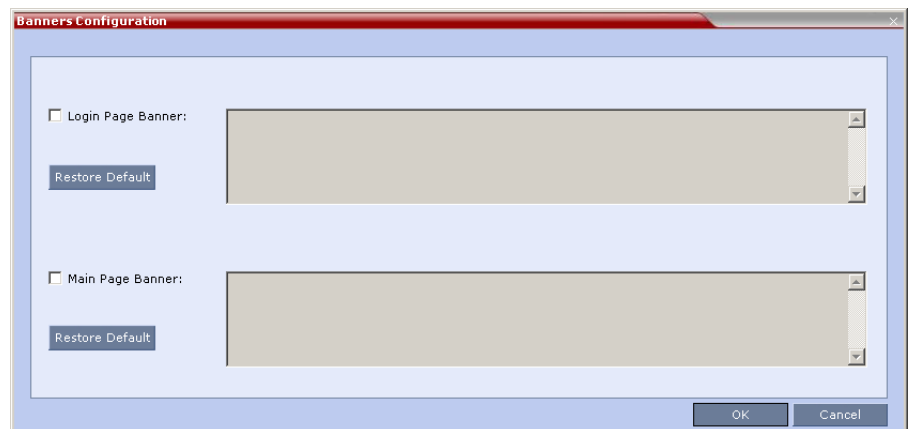 Banners Configuration
Login Page Banner:
Restore Default
Main Page Banner:
Restore Default
OK Cancel